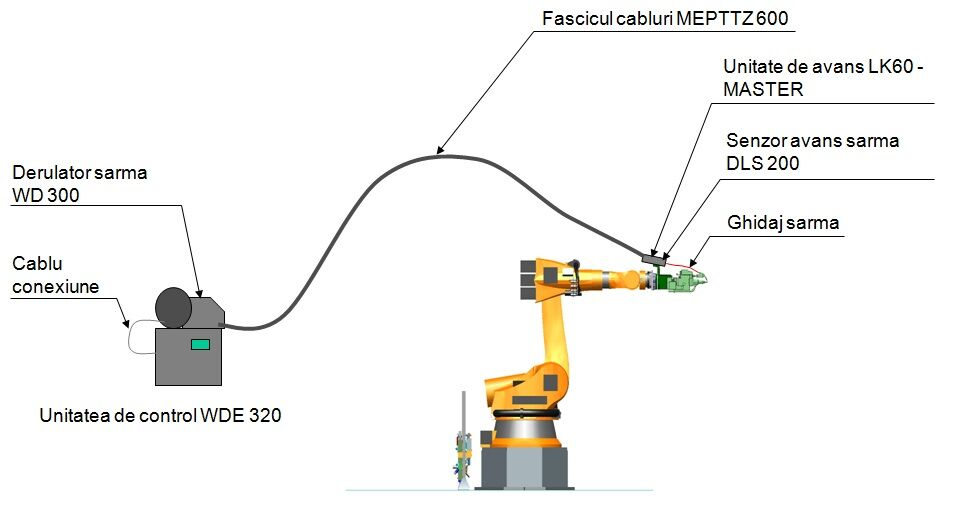 Fascicul cabluri MEPTTZ 600
Unitate de avans LK60 -
MASTER
Senzor avans sarma
DLS 200
Derulator sarma
WD 300
Ghidaj sarma
Cablu
conexiune
Unitatea de control WDE 320